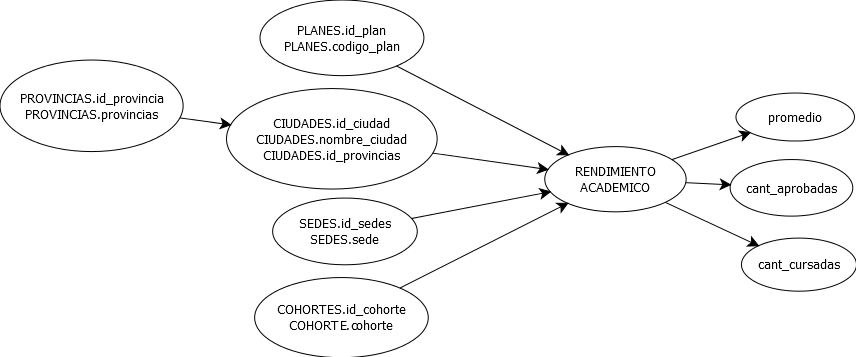 PLANES.id_plan
PLANES.codigo_plan
PROVINCIAS.id_provincia
PROVINCIAS.provincias
CIUDADES.id_ciudad
CIUDADES.nombre_ciudad
CIUDADES.id_provincias
SEDES.id_sedes
SEDES.sede
COHORTES.id_cohorte
COHORTE.cohorte
RENDIMIENTO
ACADEMICO
promedio
cant_aprobadas
cant_cursadas